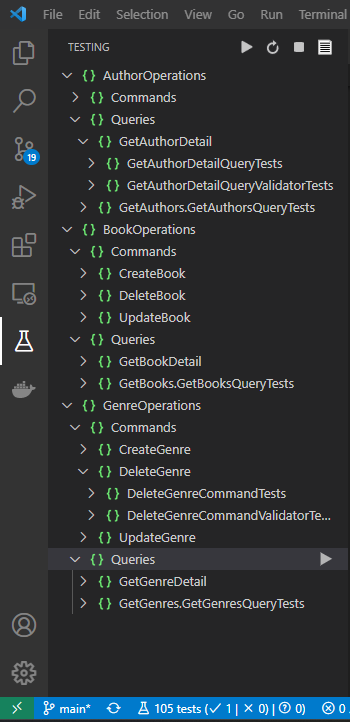 File Edit Selection View Go Run Terminal
TESTING
{} AuthorOperations
{} Commands
{} Queries
{} GetAuthorDetail
{} GetAuthorDetailQueryTests
{} GetAuthorDetailQueryValidatorTests
{} GetAuthors.GetAuthorsQueryTests
{} BookOperations
{} Commands
{} CreateBook
{} DeleteBook
{} UpdateBook
{} Queries
{} GetBookDetail
{} GetBooks.GetBooksQueryTests
{} GenreOperations
{} Commands
{} CreateGenre
{} DeleteGenre
{} DeleteGenreCommandTests
{} DeleteGenreCommandValidatorTe...
{} UpdateGenre
{} Queries
{} GetGenreDetail
{} GetGenres.GetGenresQueryTests
19
main* 105 tests (✓ 1 | ✕ 0) | ? 0) ✕ 0